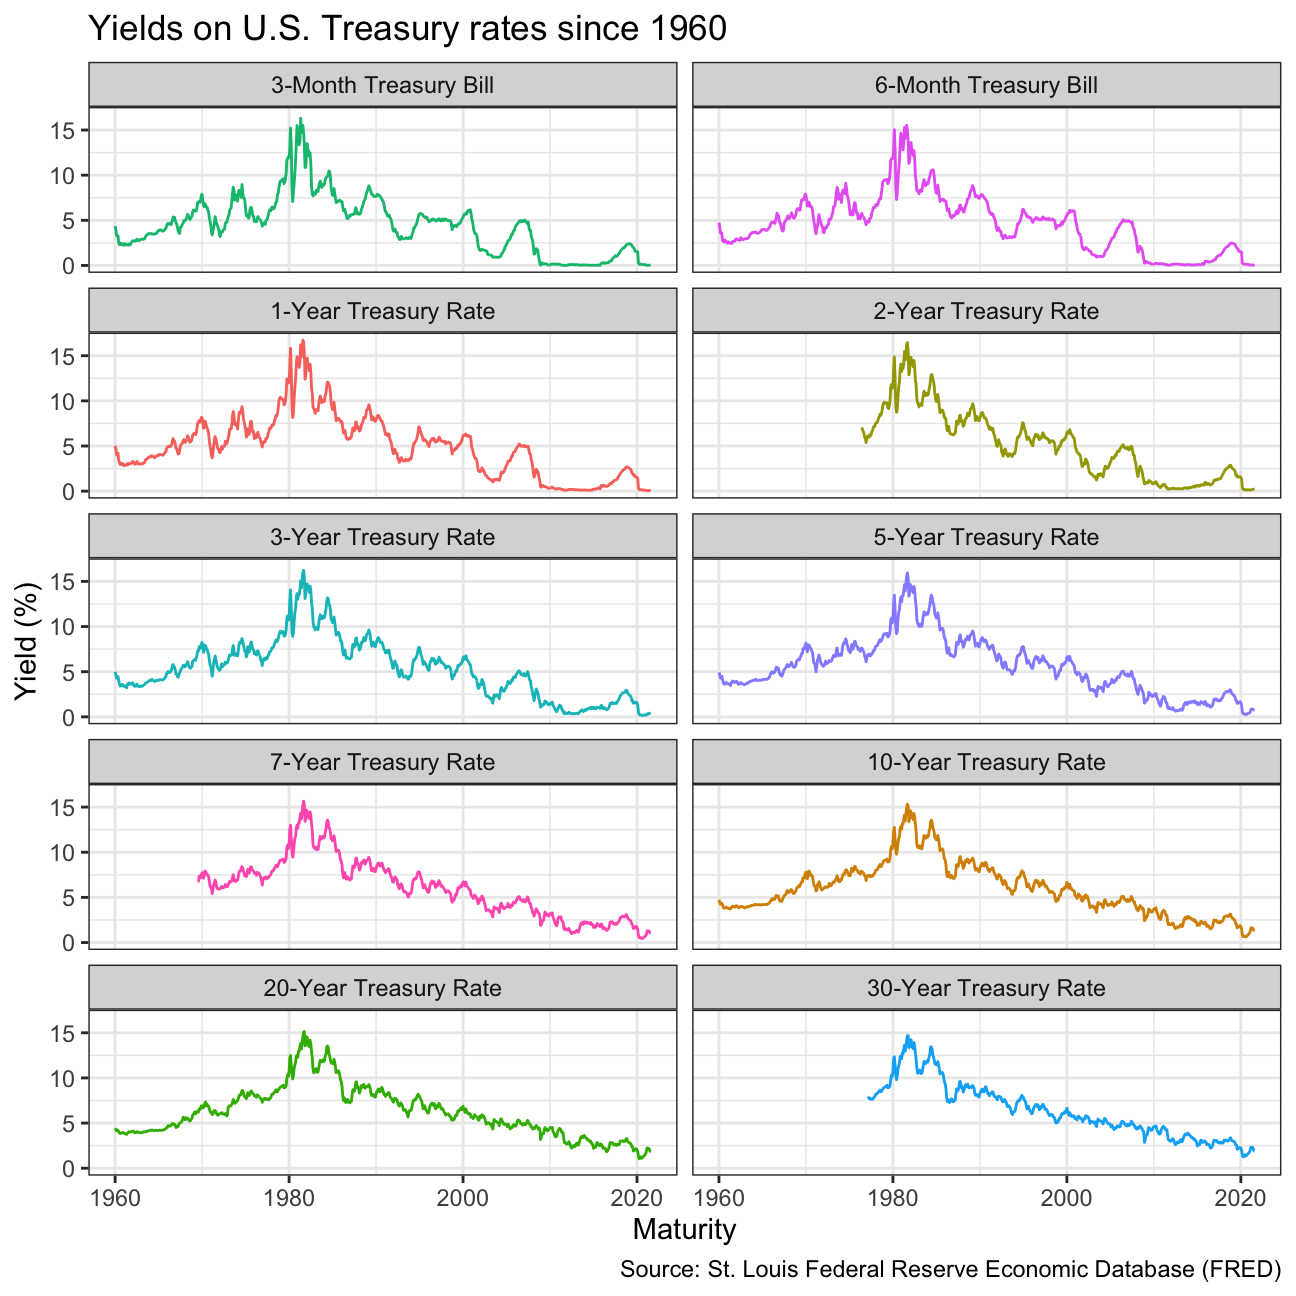 Yields on U.S. Treasury rates since 1960
3-Month Treasury Bill
6-Month Treasury Bill
15
10
5
0
1-Year Treasury Rate
2-Year Treasury Rate
15
10
5
0
3-Year Treasury Rate
5-Year Treasury Rate
15
10
5
0
Yield (%)
7-Year Treasury Rate
10-Year Treasury Rate
15
10
5
0
20-Year Treasury Rate
30-Year Treasury Rate
15
10
5
0
1960 1980 2000 2020 1960 1980 2000 2020
Maturity
Source: St. Louis Federal Reserve Economic Database (FRED)